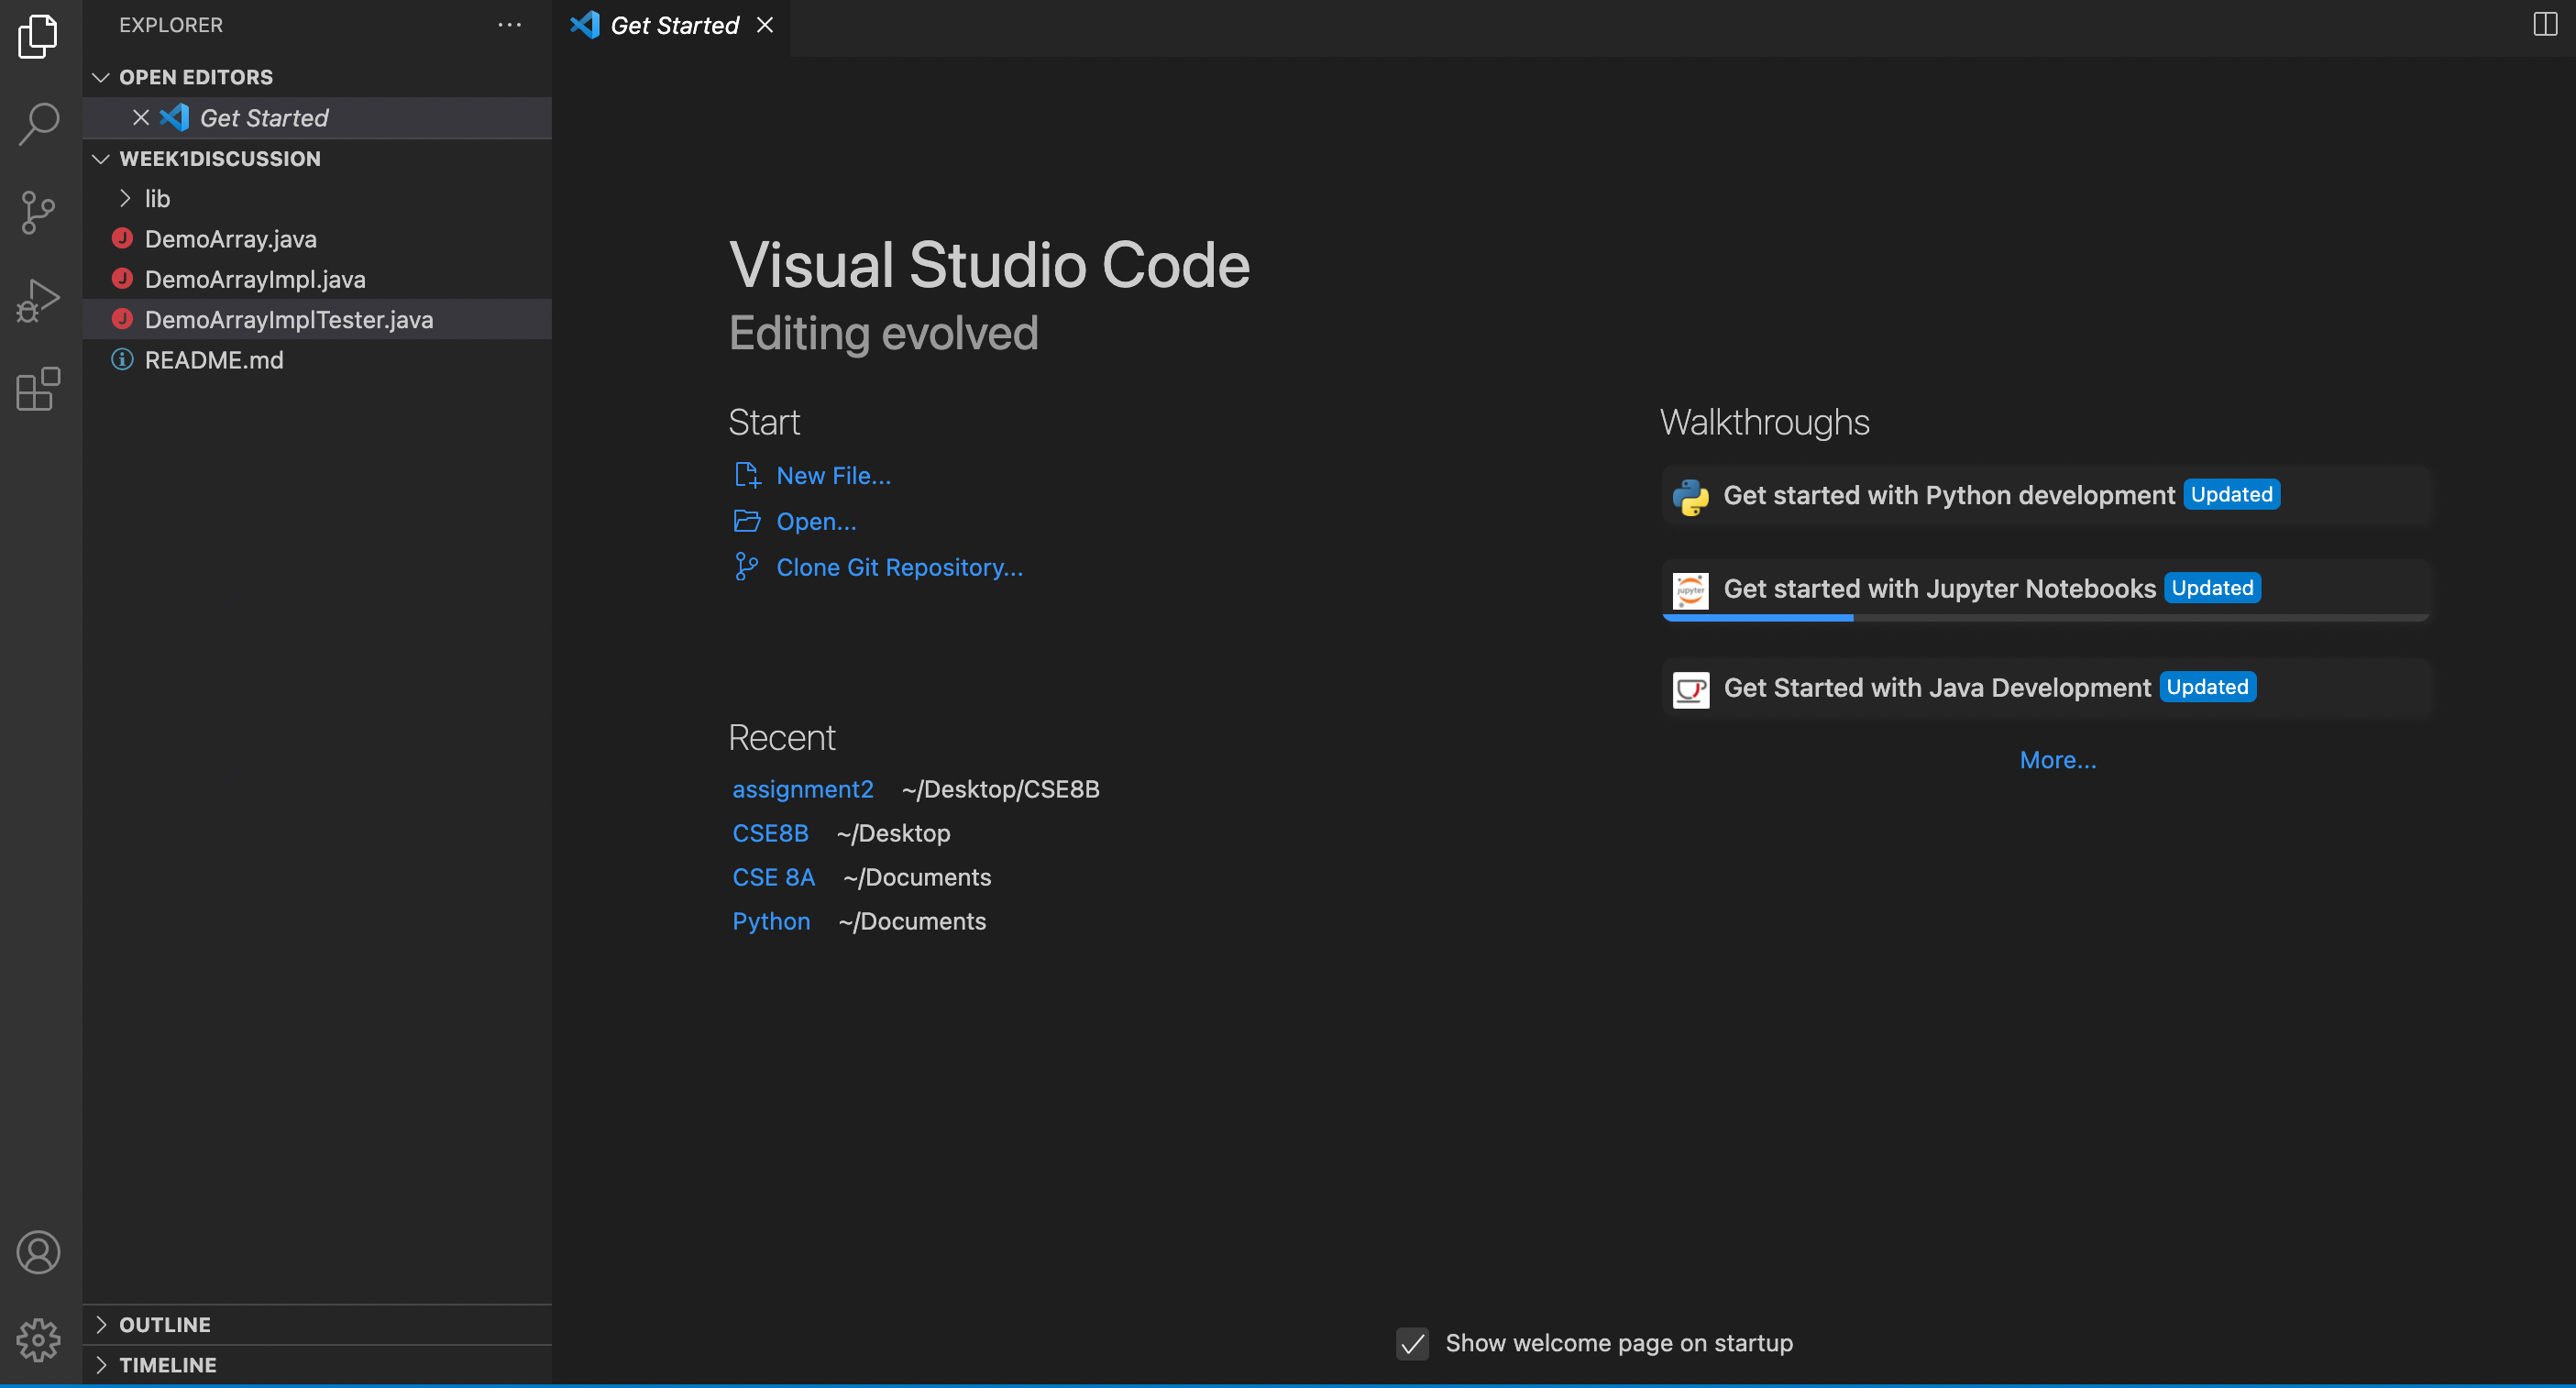 EXPLORER
Get Started
OPEN EDITORS
Get Started
WEEK1DISCUSSION
lib
DemoArray.java
DemoArrayImpl.java
DemoArrayImplTester.java
README.md
OUTLINE
TIMELINE
Visual Studio Code
Editing evolved
Start
New File...
Open...
Clone Git Repository...
Recent
assignment2 ~/Desktop/CSE8B
CSE8B ~/Desktop
CSE 8A ~/Documents
Python ~/Documents
Walkthroughs
Get started with Python development Updated
jupyter
Get started with Jupyter Notebooks Updated
Get Started with Java Development Updated
More...
Show welcome page on startup